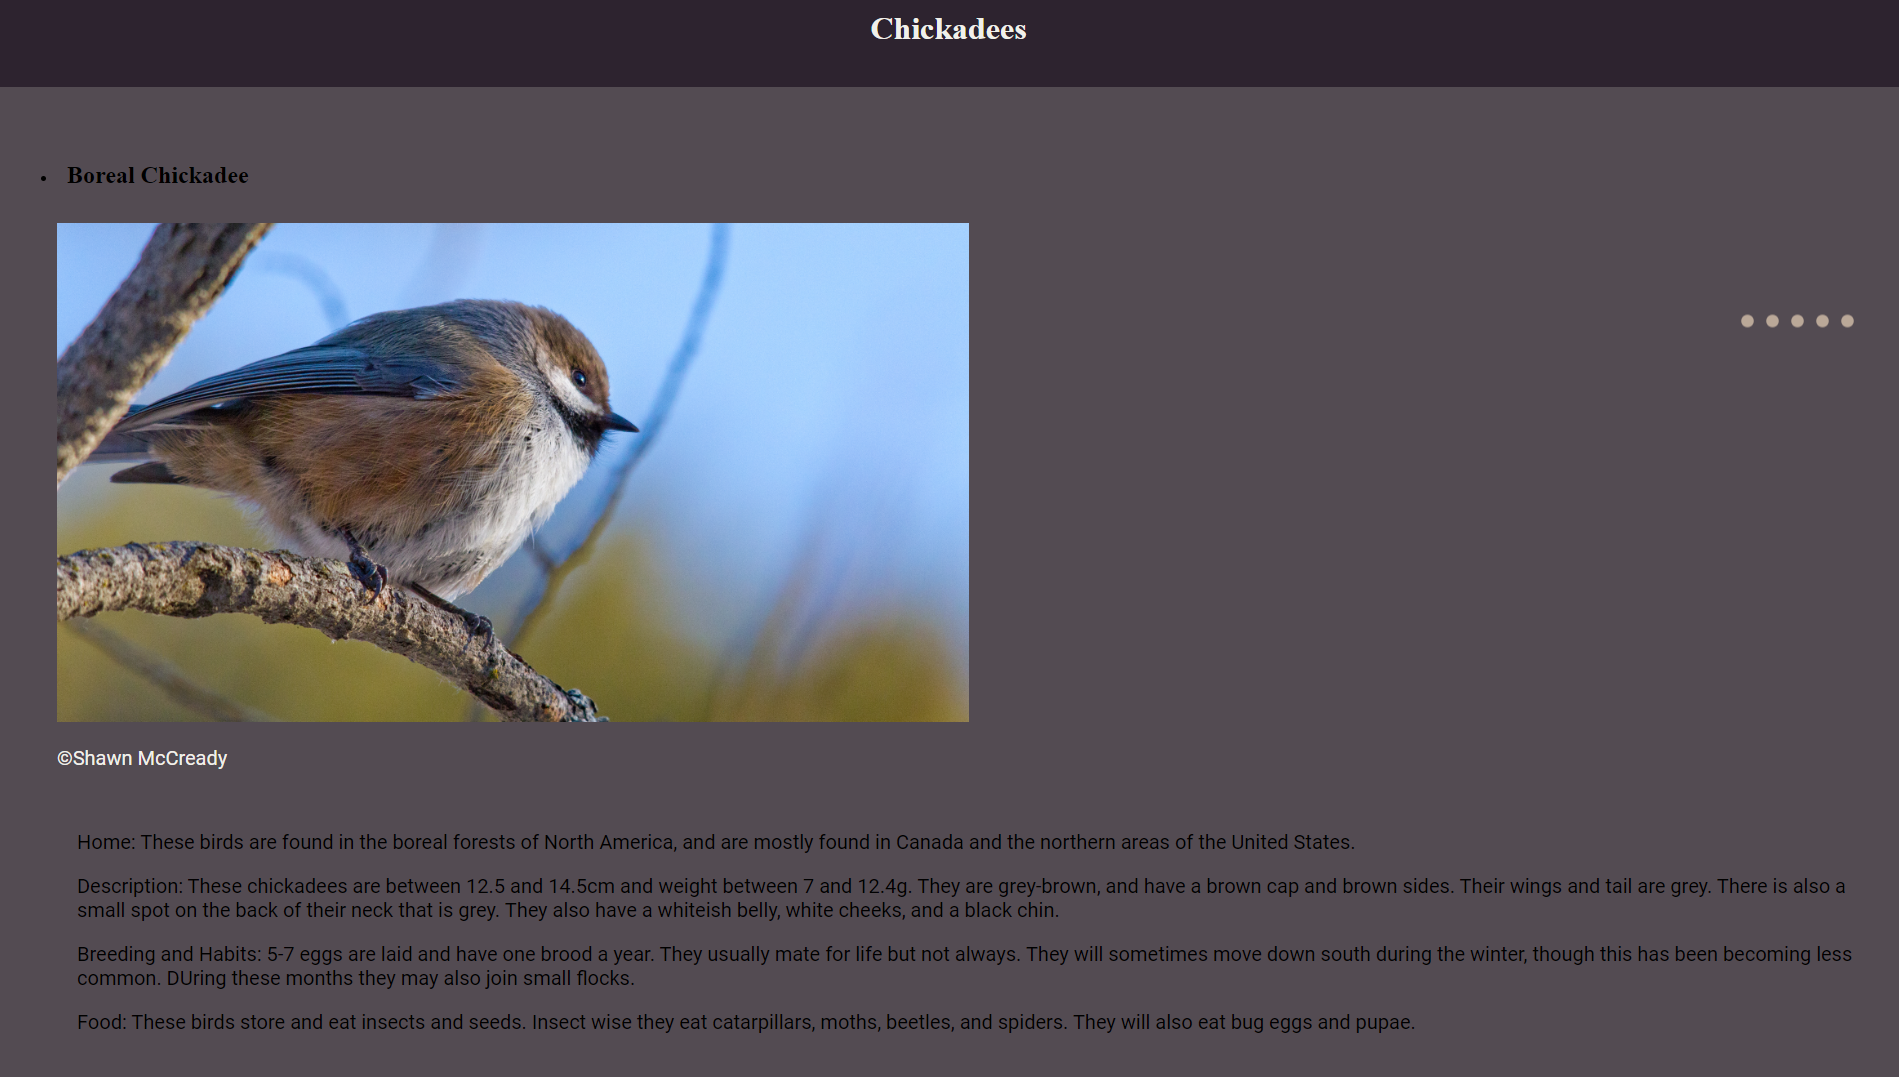 Chickadees
Boreal Chickadee
©Shawn McCready
Home: These birds are found in the boreal forests of North America, and are mostly found in Canada and the northern areas of the United States.
Description: These chickadees are between 12.5 and 14.5cm and weight between 7 and 12.4g. They are grey-brown, and have a brown cap and brown sides. Their wings and tail are grey. There is also a
small spot on the back of their neck that is grey. They also have a whiteish belly, white cheeks, and a black chin.
Breeding and Habits: 5-7 eggs are laid and have one brood a year. They usually mate for life but not always. They will sometimes move down south during the winter, though this has been becoming less
common. DUring these months they may also join small flocks.
Food: These birds store and eat insects and seeds. Insect wise they eat catarpillars, moths, beetles, and spiders. They will also eat bug eggs and pupae.